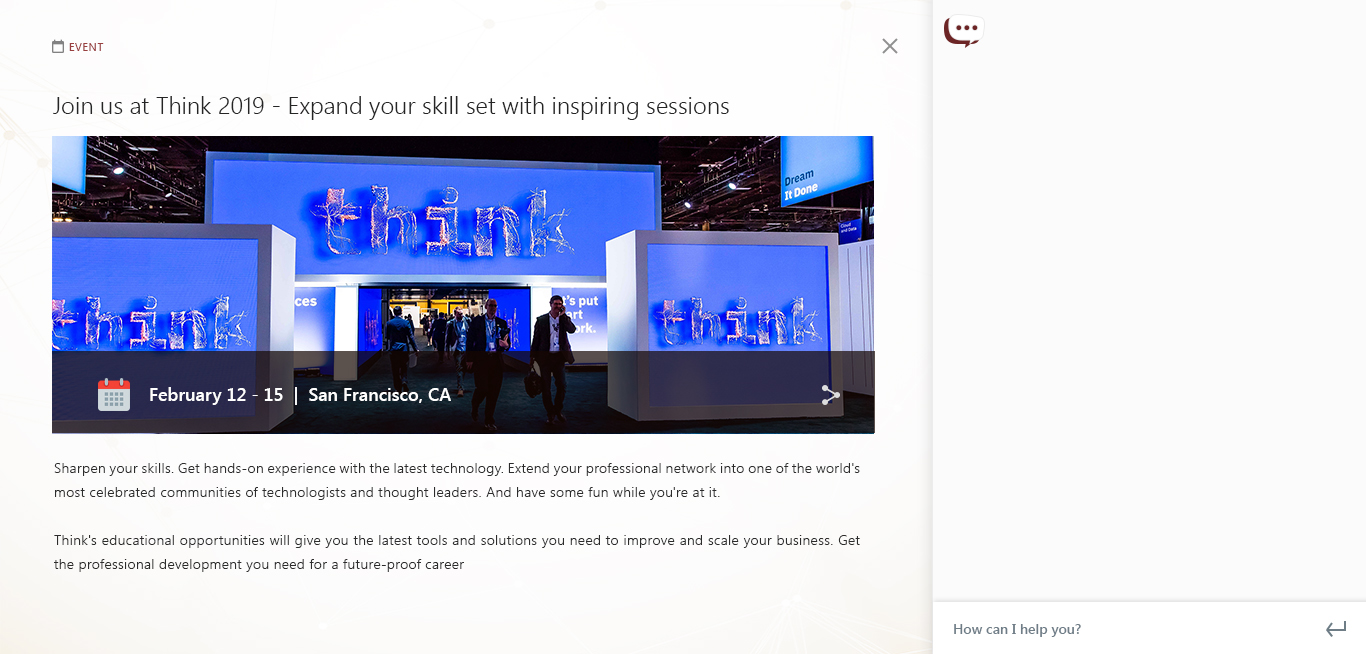 EVENT
Join us at Think 2019 - Expand your skill set with inspiring sessions
Dream
It Done
think
Cloud
and Data
think
think
February 12 - 15 | San Francisco, CA
Sharpen your skills. Get hands-on experience with the latest technology. Extend your professional network into one of the world's
most celebrated communities of technologists and thought leaders. And have some fun while you're at it.
Think's educational opportunities will give you the latest tools and solutions you need to improve and scale your business. Get
the professional development you need for a future-proof career
How can I help you?